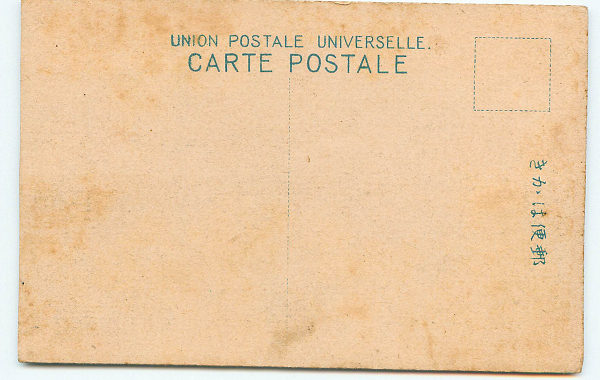 UNION POSTALE UNIVERSELLE.
CARTE POSTALE
郵便はかき